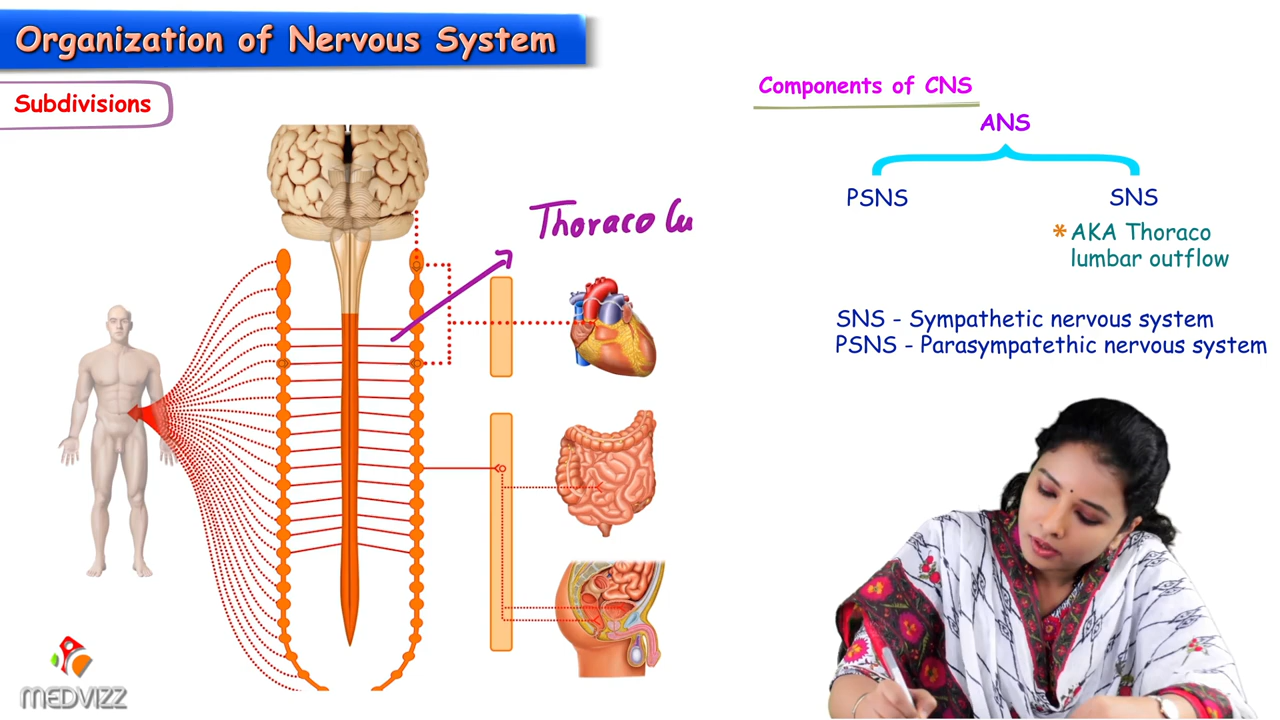 Organization of Nervous System
Subdivisions
Components of CNS
ANS
PSNS
SNS
* AKA Thoraco
lumbar outflow
Thoraco lu
SNS - Sympathetic nervous system
PSNS - Parasympatethic nervous system
MEDVIZZ